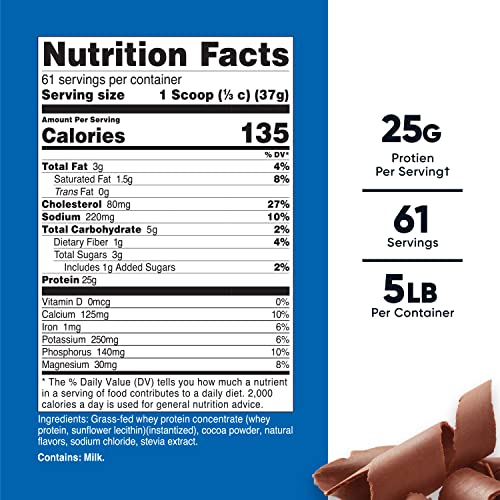 Nutrition Facts
61 servings per container
Serving size 1 Scoop (⅓ c) (37g)
Amount Per Serving
Calories 135
% DV*
Total Fat 3g 4%
Saturated Fat 1.5g 8%
Trans Fat 0g
Cholesterol 80mg 27%
Sodium 220mg 10%
Total Carbohydrate 5g 2%
Dietary Fiber 1g 4%
Total Sugars 3g
Includes 1g Added Sugars 2%
Protein 25g
Vitamin D 0mcg 0%
Calcium 125mg 10%
Iron 1mg 6%
Potassium 250mg 6%
Phosphorus 140mg 10%
Magnesium 30mg 8%
* The % Daily Value (DV) tells you how much a nutrient
in a serving of food contributes to a daily diet. 2,000
calories a day is used for general nutrition advice.
Ingredients: Grass-fed whey protein concentrate (whey
protein, sunflower lecithin)(instantized), cocoa powder, natural
flavors, sodium chloride, stevia extract.
Contains: Milk.
25G
Protien
Per Serving†
61
Servings
5LB
Per Container